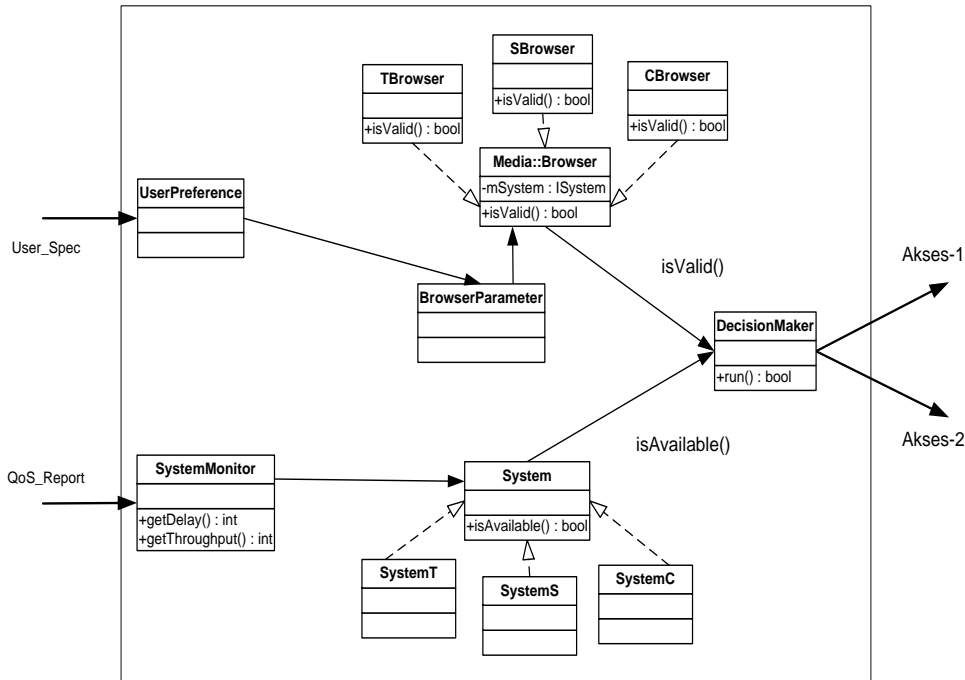 SBrowser
+isValid() : bool
TBrowser
+isValid() : bool
CBrowser
+isValid() : bool
Media::Browser
-mSystem : ISystem
+isValid() : bool
UserPreference
User_Spec
BrowserParameter
isValid()
Akses-1
DecisionMaker
+run() : bool
Akses-2
isAvailable()
QoS_Report
SystemMonitor
+getDelay() : int
+getThroughput() : int
System
+isAvailable() : bool
SystemT
SystemS
SystemC